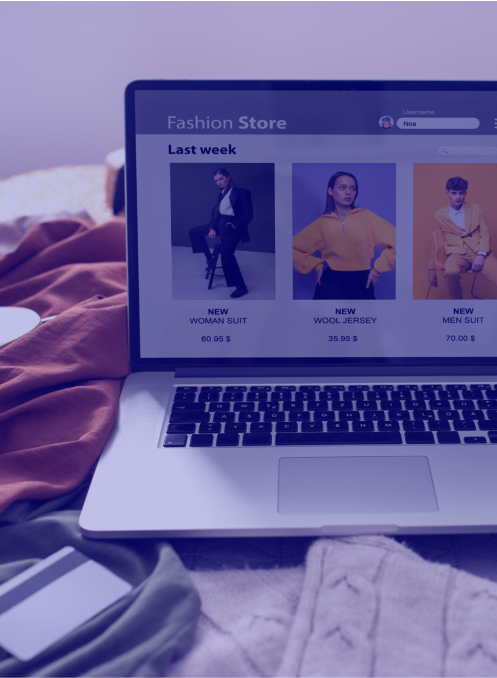 Fashion Store
Username
Noa
Last week
NEW
WOMAN SUIT
60.95 $
NEW
WOOL JERSEY
35.95 $
NEW
MEN SUIT
70.00 $